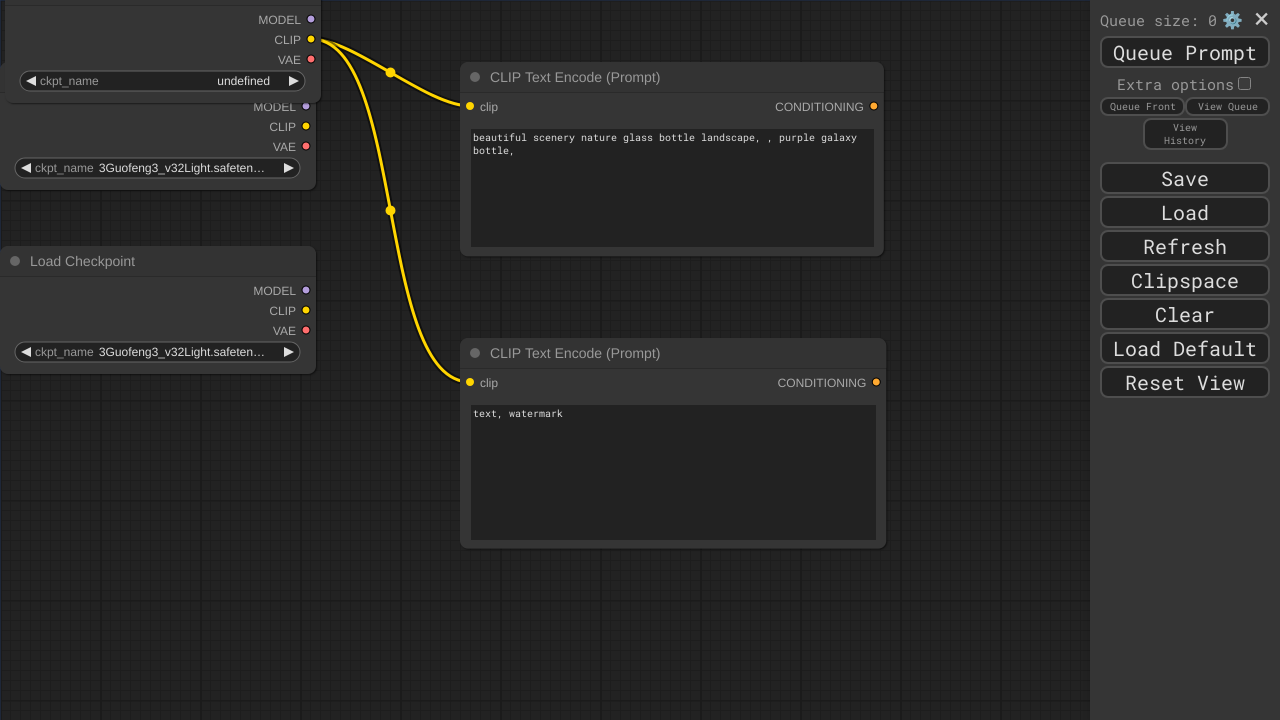 MODEL
CLIP
VAE
ckpt_name undefined
MODEL
CLIP
VAE
ckpt_name 3Guofeng3_v32Light.safeten...
Load Checkpoint
MODEL
CLIP
VAE
ckpt_name 3Guofeng3_v32Light.safeten...
CLIP Text Encode (Prompt)
clip CONDITIONING
beautiful scenery nature glass bottle landscape, , purple galaxy
bottle,
CLIP Text Encode (Prompt)
clip CONDITIONING
text, watermark
Queue size: 0
Queue Prompt
Extra options
Queue Front View Queue
View
History
Save
Load
Refresh
Clipspace
Clear
Load Default
Reset View